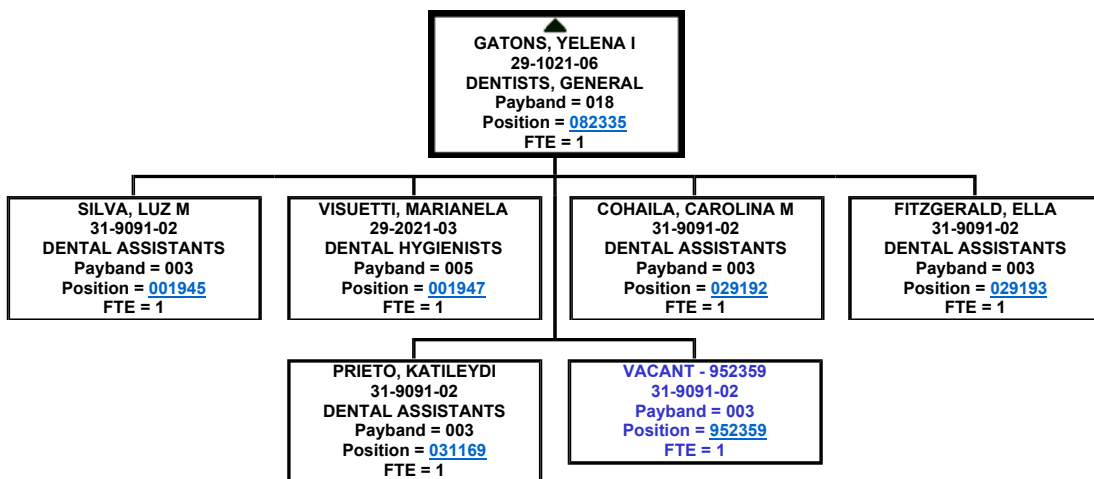 GATONS, YELENA I
29-1021-06
DENTISTS, GENERAL
Payband = 018
Position = 082335
FTE = 1
SILVA, LUZ M
31-9091-02
DENTAL ASSISTANTS
Payband = 003
Position = 001945
FTE = 1
VISUETTI, MARIANELA
29-2021-03
DENTAL HYGIENISTS
Payband = 005
Position = 001947
FTE = 1
COHAILA, CAROLINA M
31-9091-02
DENTAL ASSISTANTS
Payband = 003
Position = 029192
FTE = 1
FITZGERALD, ELLA
31-9091-02
DENTAL ASSISTANTS
Payband = 003
Position = 029193
FTE = 1
PRIETO, KATILEYDI
31-9091-02
DENTAL ASSISTANTS
Payband = 003
Position = 031169
FTE = 1
VACANT - 952359
31-9091-02
Payband = 003
Position = 952359
FTE = 1